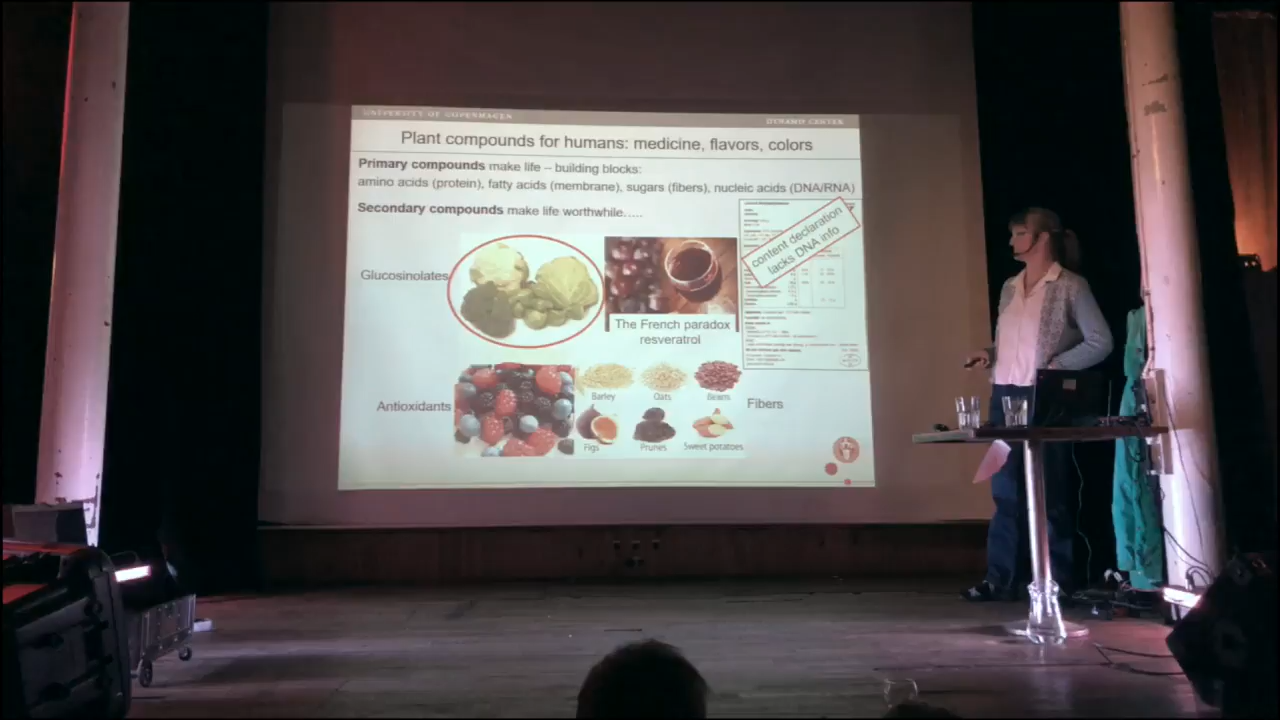 UNIVERSITY OF COPENHAGEN
DYNAMO CENTER
Plant compounds for humans: medicine, flavors, colors
Primary compounds make life – building blocks:
amino acids (protein), fatty acids (membrane), sugars (fibers), nucleic acids (DNA/RNA)
Secondary compounds make life worthwhile…..
content declaration
lacks DNA info
Glucosinolates
The French paradox
resveratrol
Antioxidants
Barley
Oats
Beans
Fibers
Figs
Prunes
Sweet potatoes